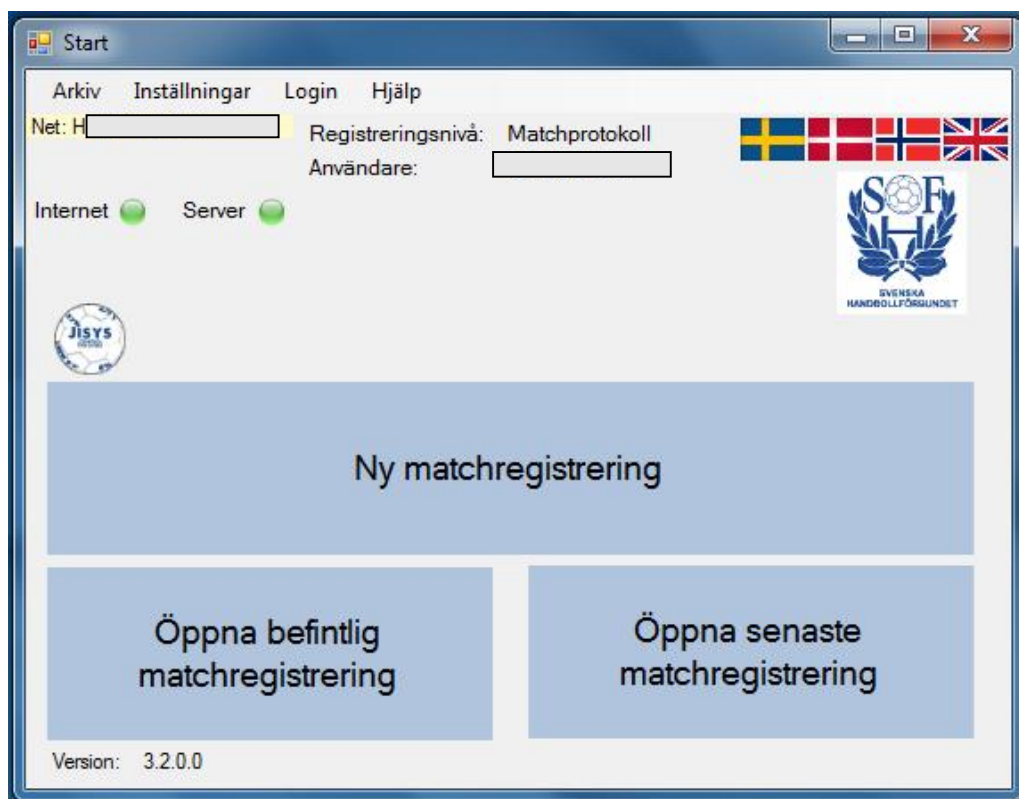 Start
Arkiv Inställningar Login Hjälp
Net: H
Registreringsnivå: Matchprotokoll
Användare:
Internet Server
SHF
SVENSKA
HANDBOLLFÖRBUNDET
JISYS
Ny matchregistrering
Öppna befintlig
matchregistrering
Öppna senaste
matchregistrering
Version: 3.2.0.0